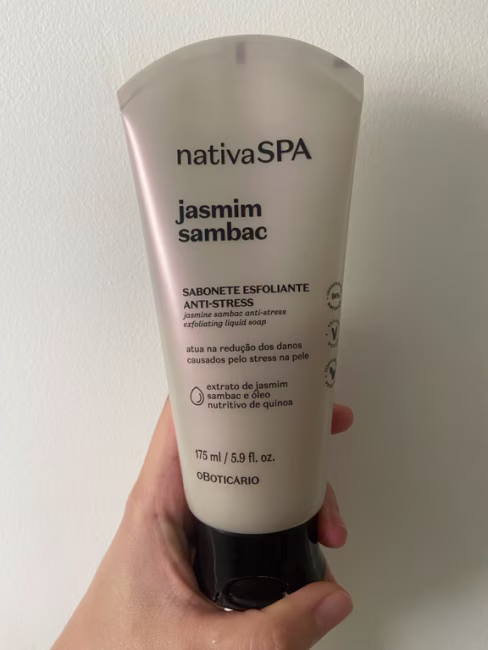 nativaSPA
jasmim
sambac
SABONETE ESFOLIANTE
ANTI-STRESS
jasmine sambac anti-stress
exfoliating liquid soap
atua na redução dos danos
causados pelo stress na pele
extrato de jasmim
sambac e óleo
nutritivo de quinoa
175 ml / 5.9 fl. oz.
oBOTICÁRIO